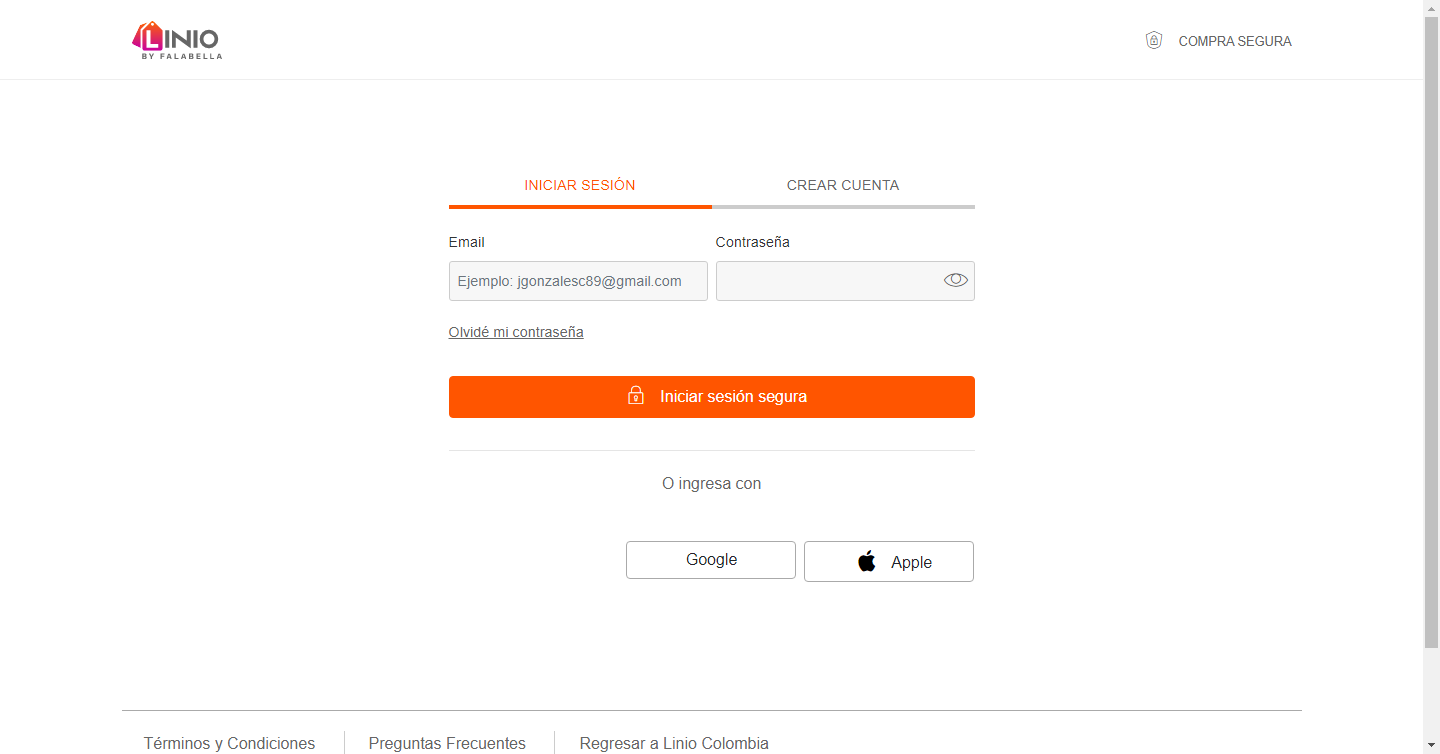 LINIO
BY FALABELLA
COMPRA SEGURA
INICIAR SESIÓN
CREAR CUENTA
Email
Contraseña
Ejemplo: jgonzalesc89@gmail.com
Olvidé mi contraseña
Iniciar sesión segura
O ingresa con
Google
Apple
Términos y Condiciones
Preguntas Frecuentes
Regresar a Linio Colombia